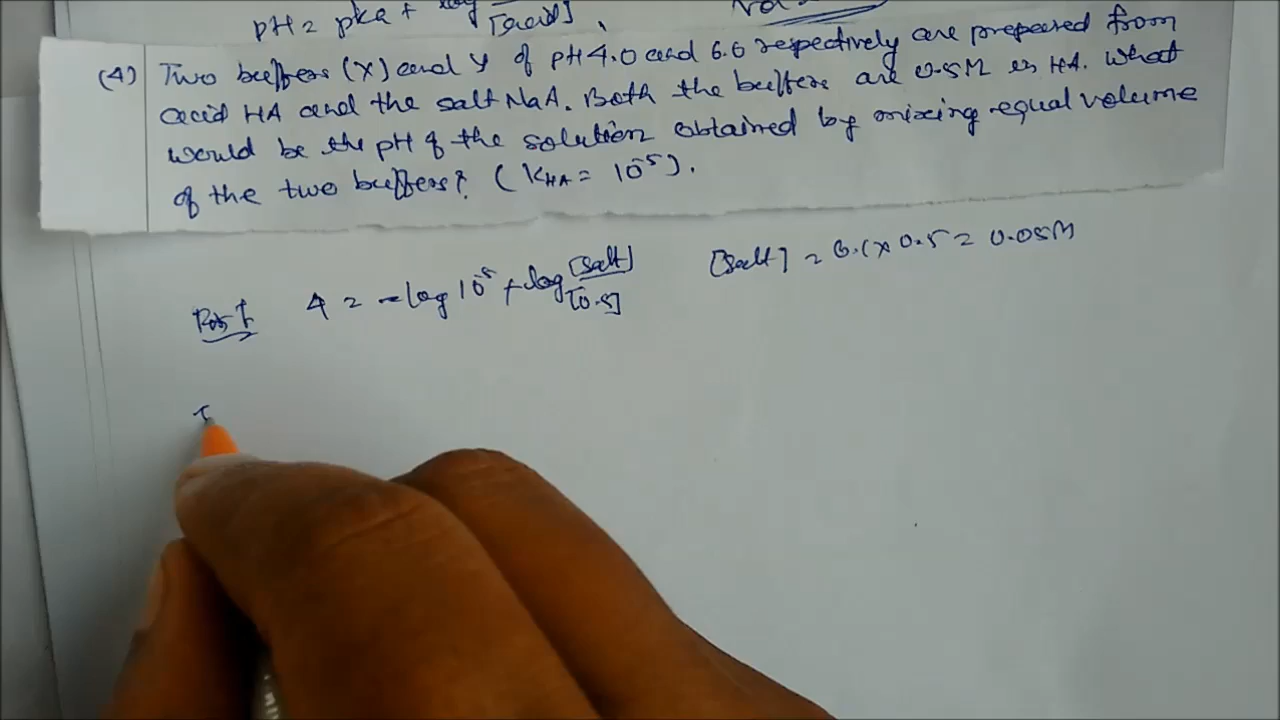 pH = pka + log
[acid]
(4) Two buffers (X) and Y of pH 4.0 and 6.0 respectively are prepared from
acid HA and the salt NaA. Both the buffers are 0.5M in HA. What
would be the pH of the solution obtained by mixing equal volume
of the two buffers? (KHA = 10⁻⁵).
4 = -log 10⁻⁵ + log [Salt]/[0.5] [Salt] = 0.1 x 0.5 = 0.05M